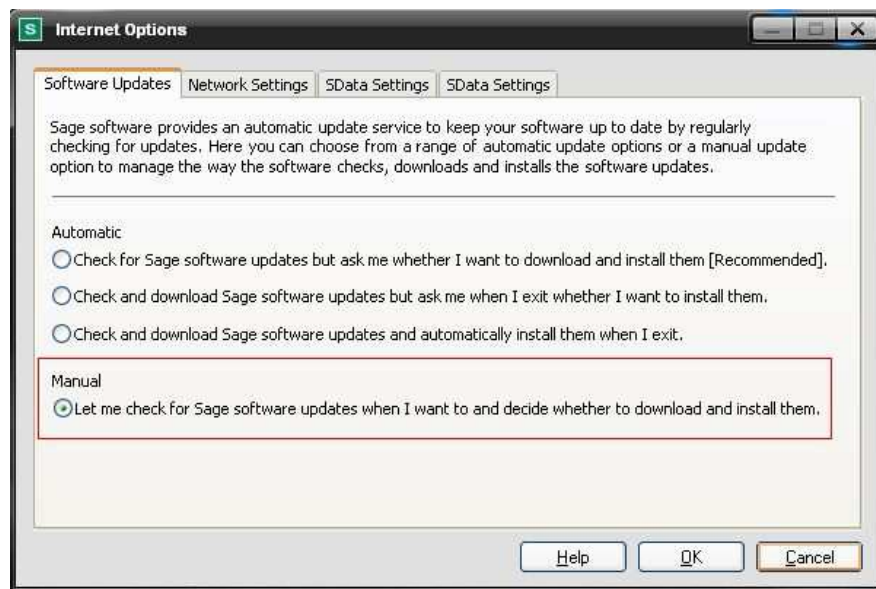 S Internet Options
Software Updates Network Settings SData Settings SData Settings
Sage software provides an automatic update service to keep your software up to date by regularly
checking for updates. Here you can choose from a range of automatic update options or a manual update
option to manage the way the software checks, downloads and installs the software updates.
Automatic
Check for Sage software updates but ask me whether I want to download and install them [Recommended].
Check and download Sage software updates but ask me when I exit whether I want to install them.
Check and download Sage software updates and automatically install them when I exit.
Manual
Let me check for Sage software updates when I want to and decide whether to download and install them.
Help OK Cancel